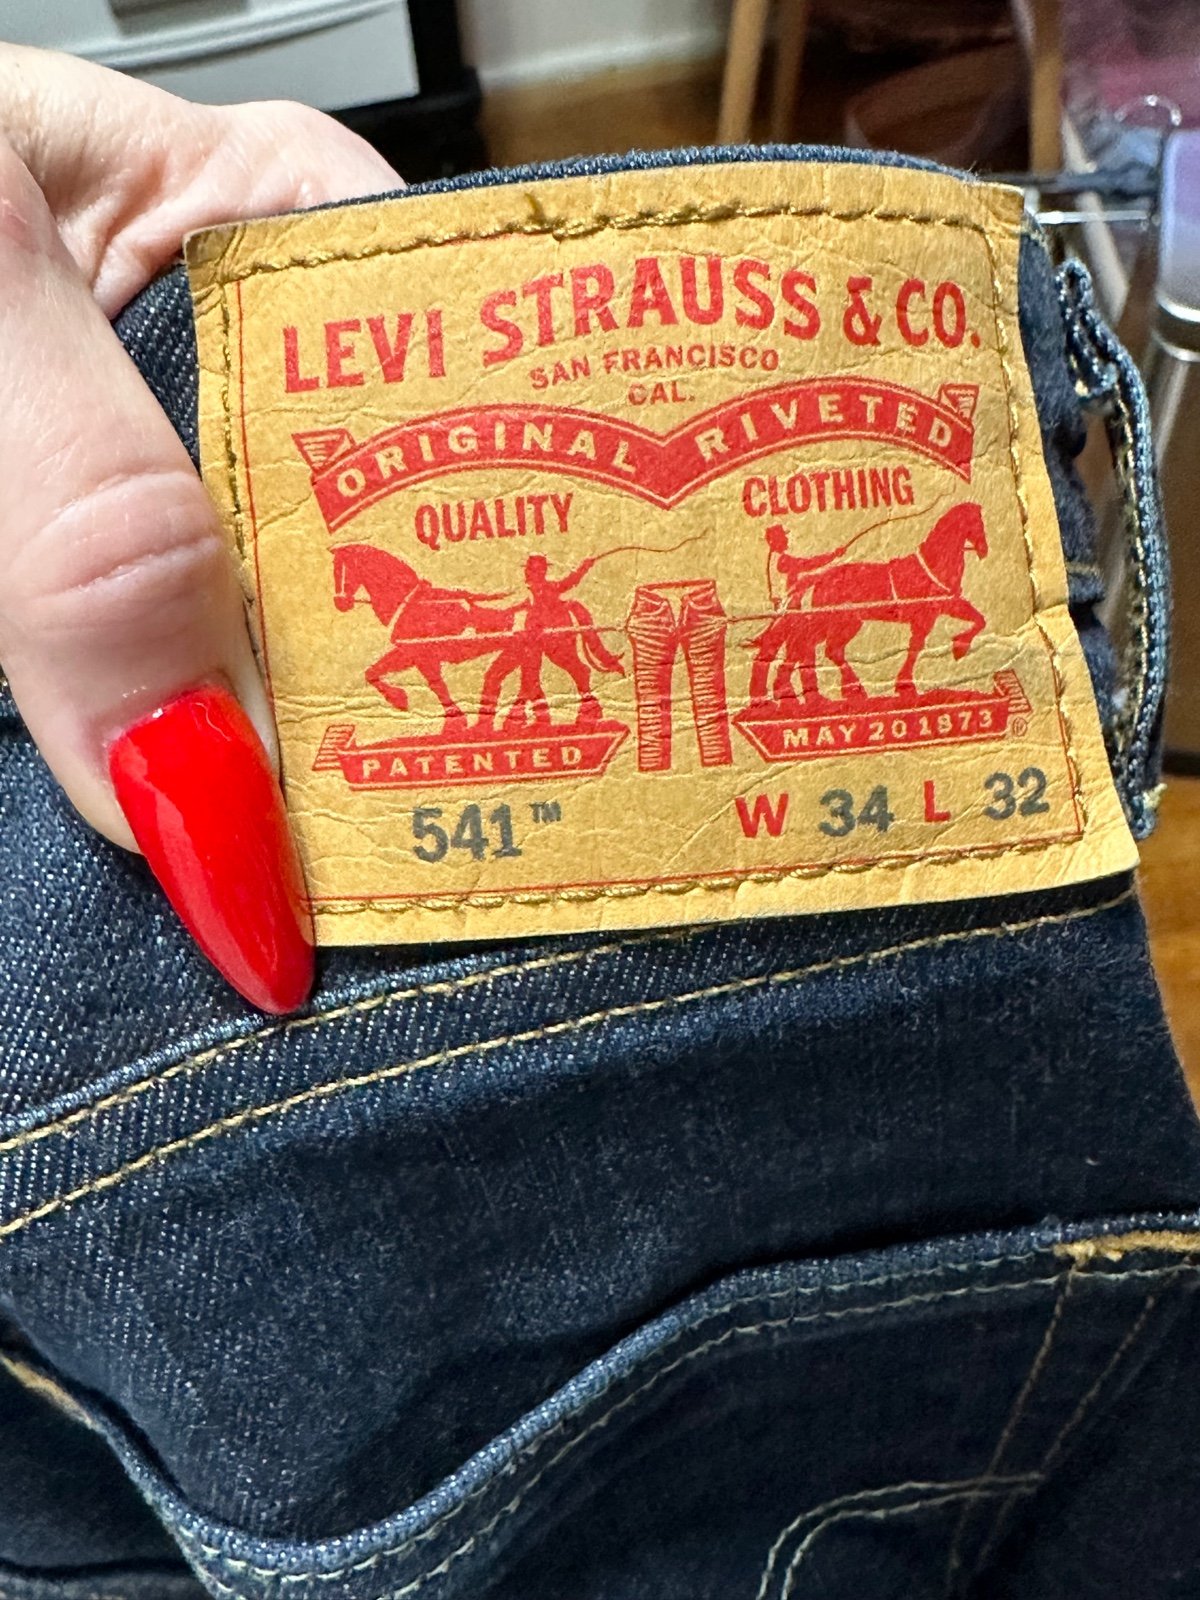 LEVI STRAUSS & CO.
SAN FRANCISCO
CAL.
ORIGINAL RIVETED
QUALITY CLOTHING
PATENTED MAY 20 1873 ®
541™ W 34 L 32